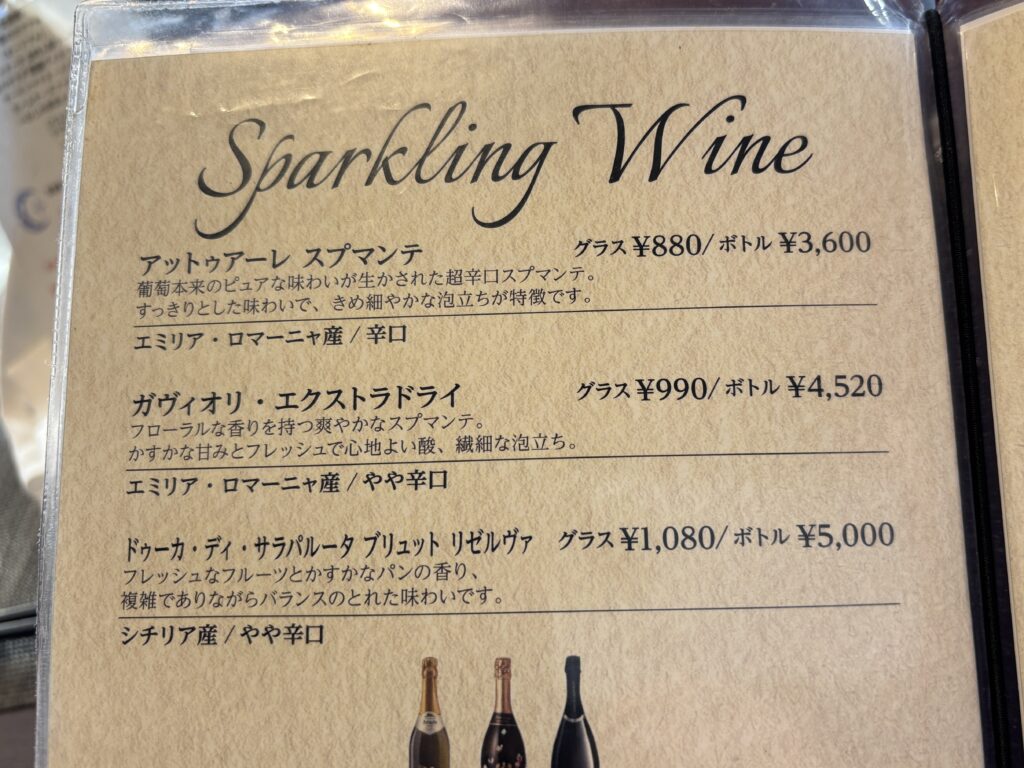 Sparkling Wine
アットゥアーレ スプマンテ グラス ¥880/ ボトル ¥3,600
葡萄本来のピュアな味わいが生かされた超辛口スプマンテ。
すっきりとした味わいで、きめ細やかな泡立ちが特徴です。
エミリア・ロマーニャ産 / 辛口
ガヴィオリ・エクストラドライ グラス ¥990/ ボトル ¥4,520
フローラルな香りを持つ爽やかなスプマンテ。
かすかな甘みとフレッシュで心地よい酸、繊細な泡立ち。
エミリア・ロマーニャ産 / やや辛口
ドゥーカ・ディ・サラパルータ ブリュット リゼルヴァ グラス ¥1,080/ ボトル ¥5,000
フレッシュなフルーツとかすかなパンの香り、
複雑でありながらバランスのとれた味わいです。
シチリア産 / やや辛口